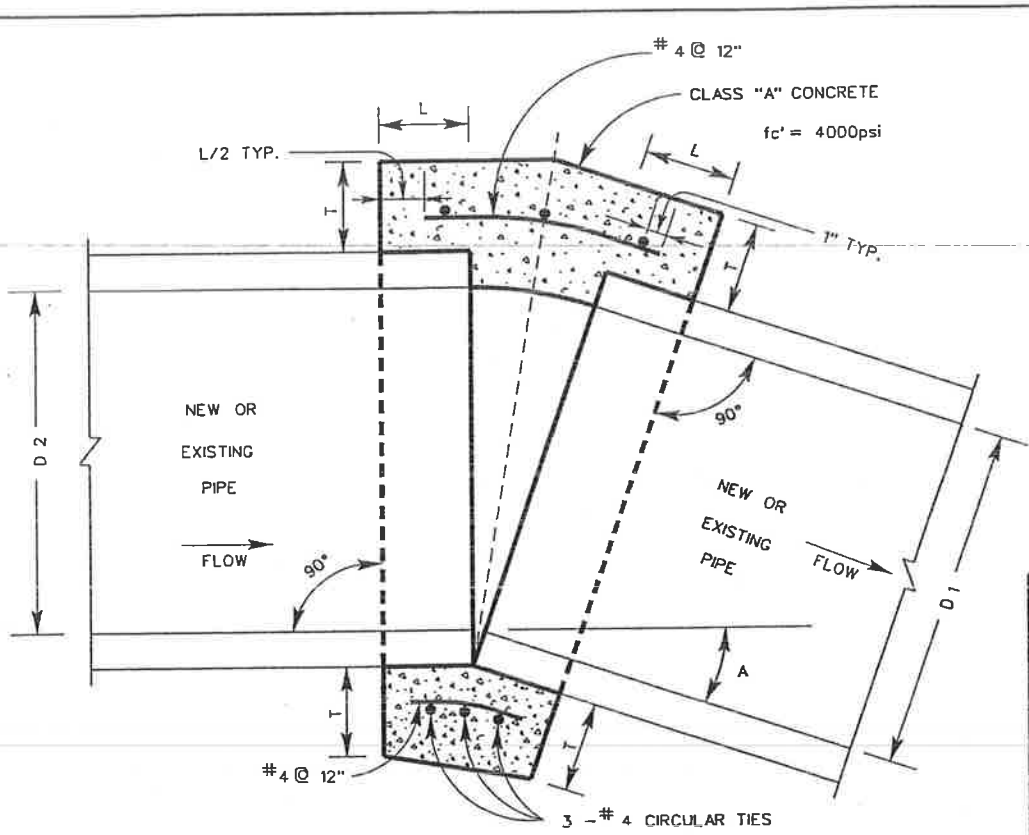 # 4 @ 12"
CLASS "A" CONCRETE
fc' = 4000psi
L
L
L/2 TYP.
T
1" TYP.
T
90°
D 2
NEW OR
EXISTING
PIPE
FLOW
90°
NEW OR
EXISTING
PIPE
FLOW
D 1
A
T
T
#4 @ 12"
3 - # 4 CIRCULAR TIES